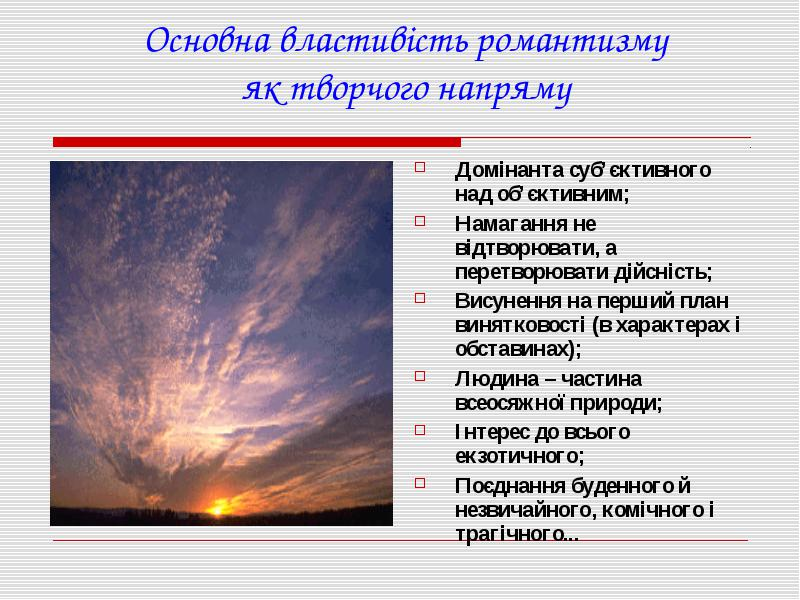 Основна властивість романтизму
як творчого напряму
Домінанта суб’єктивного
над об’єктивним;
Намагання не
відтворювати, а
перетворювати дійсність;
Висунення на перший план
винятковості (в характерах і
обставинах);
Людина – частина
всеосяжної природи;
Інтерес до всього
екзотичного;
Поєднання буденного й
незвичайного, комічного і
трагічного...